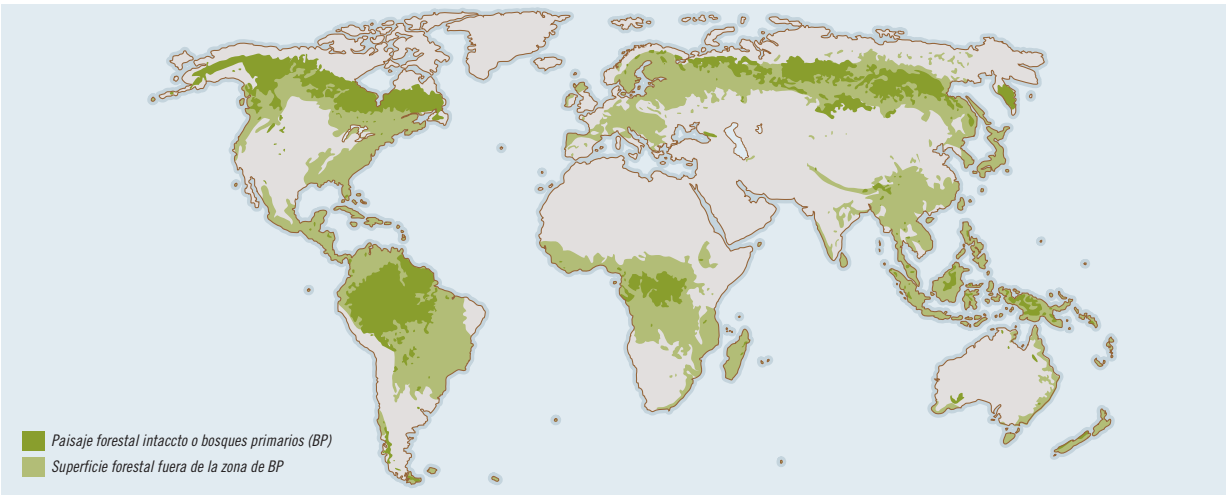 Paisaje forestal intaccto o bosques primarios (BP)
Superficie forestal fuera de la zona de BP